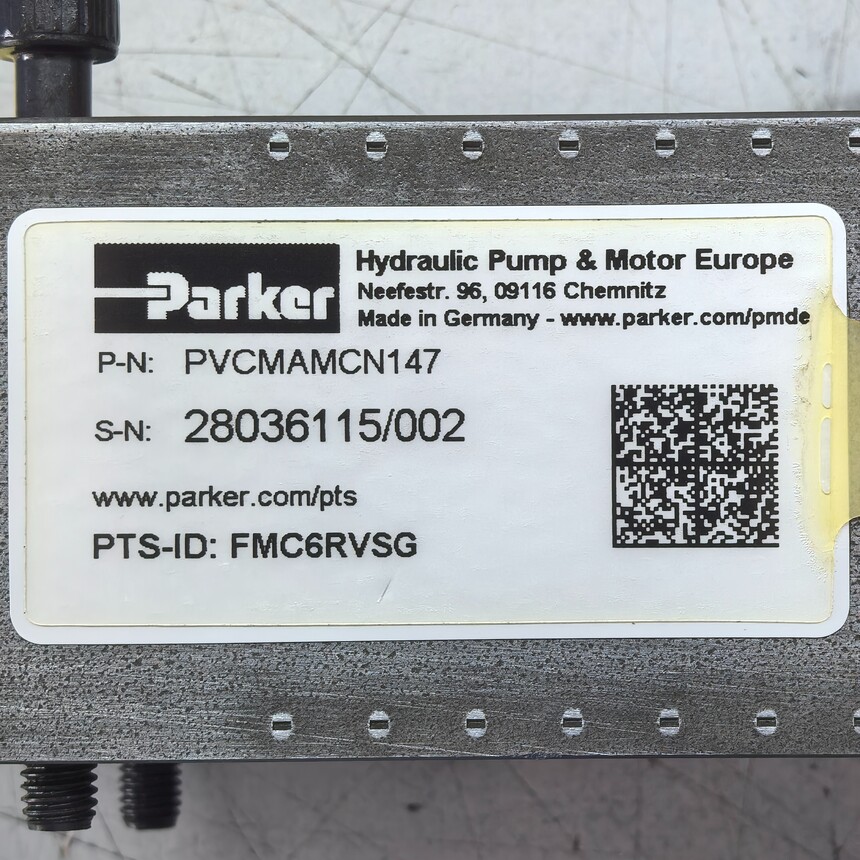 Parker
Hydraulic Pump & Motor Europe
Neefestr. 96, 09116 Chemnitz
Made in Germany - www.parker.com/pmde
P-N: PVCMAMCN147
S-N: 28036115/002
www.parker.com/pts
PTS-ID: FMC6RVSG